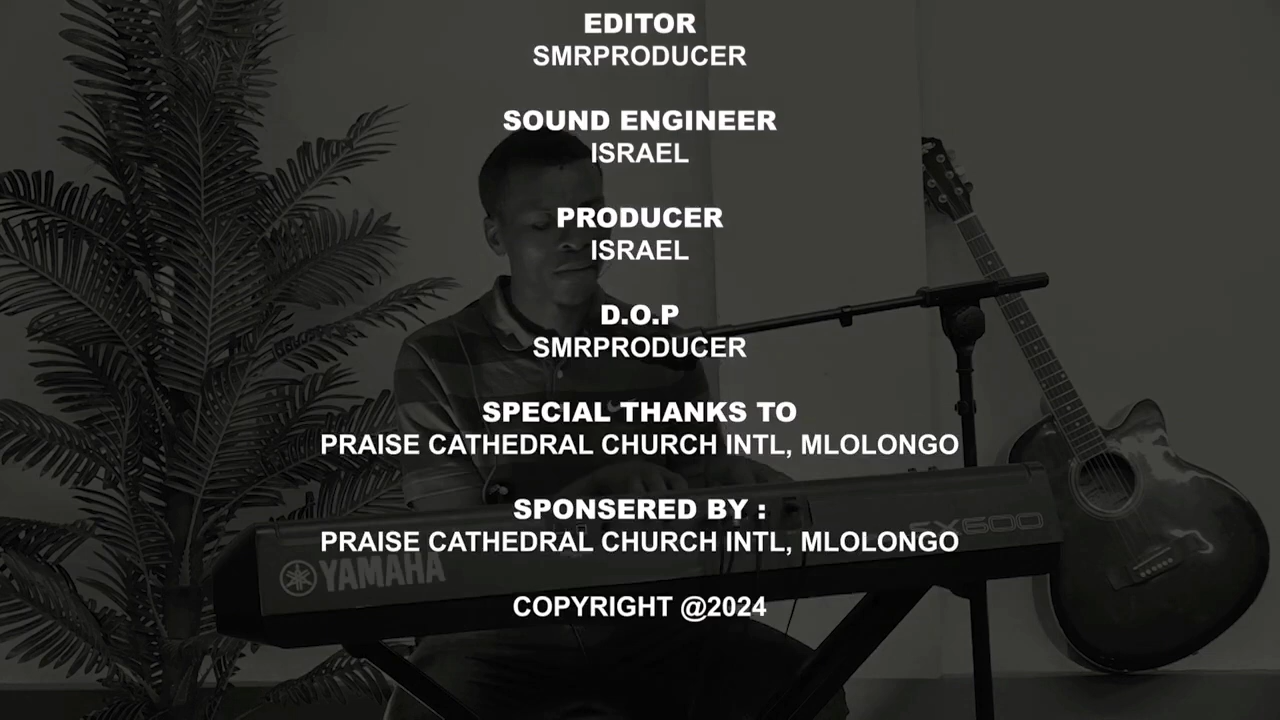 EDITOR
SMRPRODUCER
SOUND ENGINEER
ISRAEL
PRODUCER
ISRAEL
D.O.P
SMRPRODUCER
SPECIAL THANKS TO
PRAISE CATHEDRAL CHURCH INTL, MLOLONGO
SPONSERED BY :
PRAISE CATHEDRAL CHURCH INTL, MLOLONGO
YAMAHA
COPYRIGHT @2024